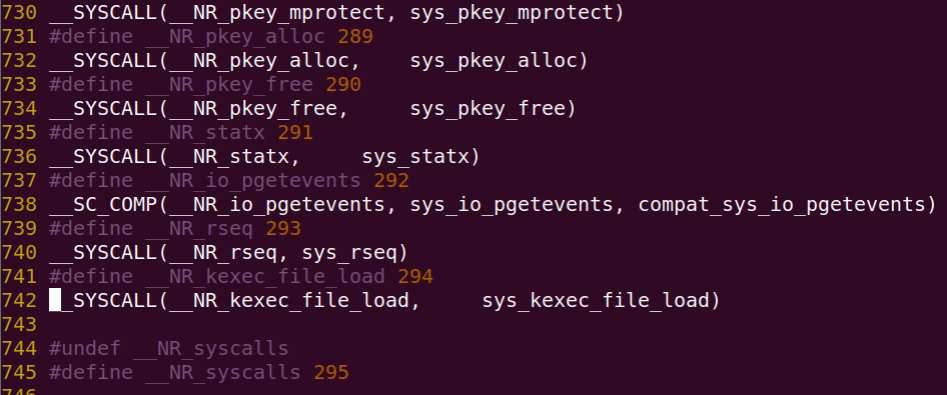 730 __SYSCALL(__NR_pkey_mprotect, sys_pkey_mprotect)
731 #define __NR_pkey_alloc 289
732 __SYSCALL(__NR_pkey_alloc,    sys_pkey_alloc)
733 #define __NR_pkey_free 290
734 __SYSCALL(__NR_pkey_free,     sys_pkey_free)
735 #define __NR_statx 291
736 __SYSCALL(__NR_statx,     sys_statx)
737 #define __NR_io_pgetevents 292
738 __SC_COMP(__NR_io_pgetevents, sys_io_pgetevents, compat_sys_io_pgetevents)
739 #define __NR_rseq 293
740 __SYSCALL(__NR_rseq, sys_rseq)
741 #define __NR_kexec_file_load 294
742 __SYSCALL(__NR_kexec_file_load,     sys_kexec_file_load)
743
744 #undef __NR_syscalls
745 #define __NR_syscalls 295
746